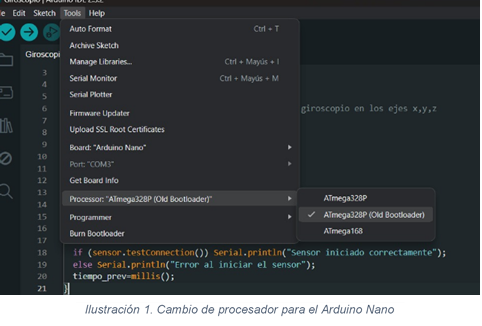 Giroscopio | Arduino IDE 2.3.2
File Edit Sketch Tools Help
Giroscopio
Auto Format Ctrl + T
Archive Sketch
Manage Libraries... Ctrl + Mayús + I
Serial Monitor Ctrl + Mayús + M
Serial Plotter
Firmware Updater
Upload SSL Root Certificates
Board: "Arduino Nano"
Port: "COM3"
Get Board Info
Processor: "ATmega328P (Old Bootloader)"
Programmer
Burn Bootloader
ATmega328P
ATmega328P (Old Bootloader)
ATmega168
3
4
5
6 giroscopio en los ejes x,y,z
7
8
9
10
11
12
13
14
15
16
17
18 if (sensor.testConnection()) Serial.println("Sensor iniciado correctamente");
19 else Serial.println("Error al iniciar el sensor");
20 tiempo_prev=millis();
21 }
Ilustración 1. Cambio de procesador para el Arduino Nano